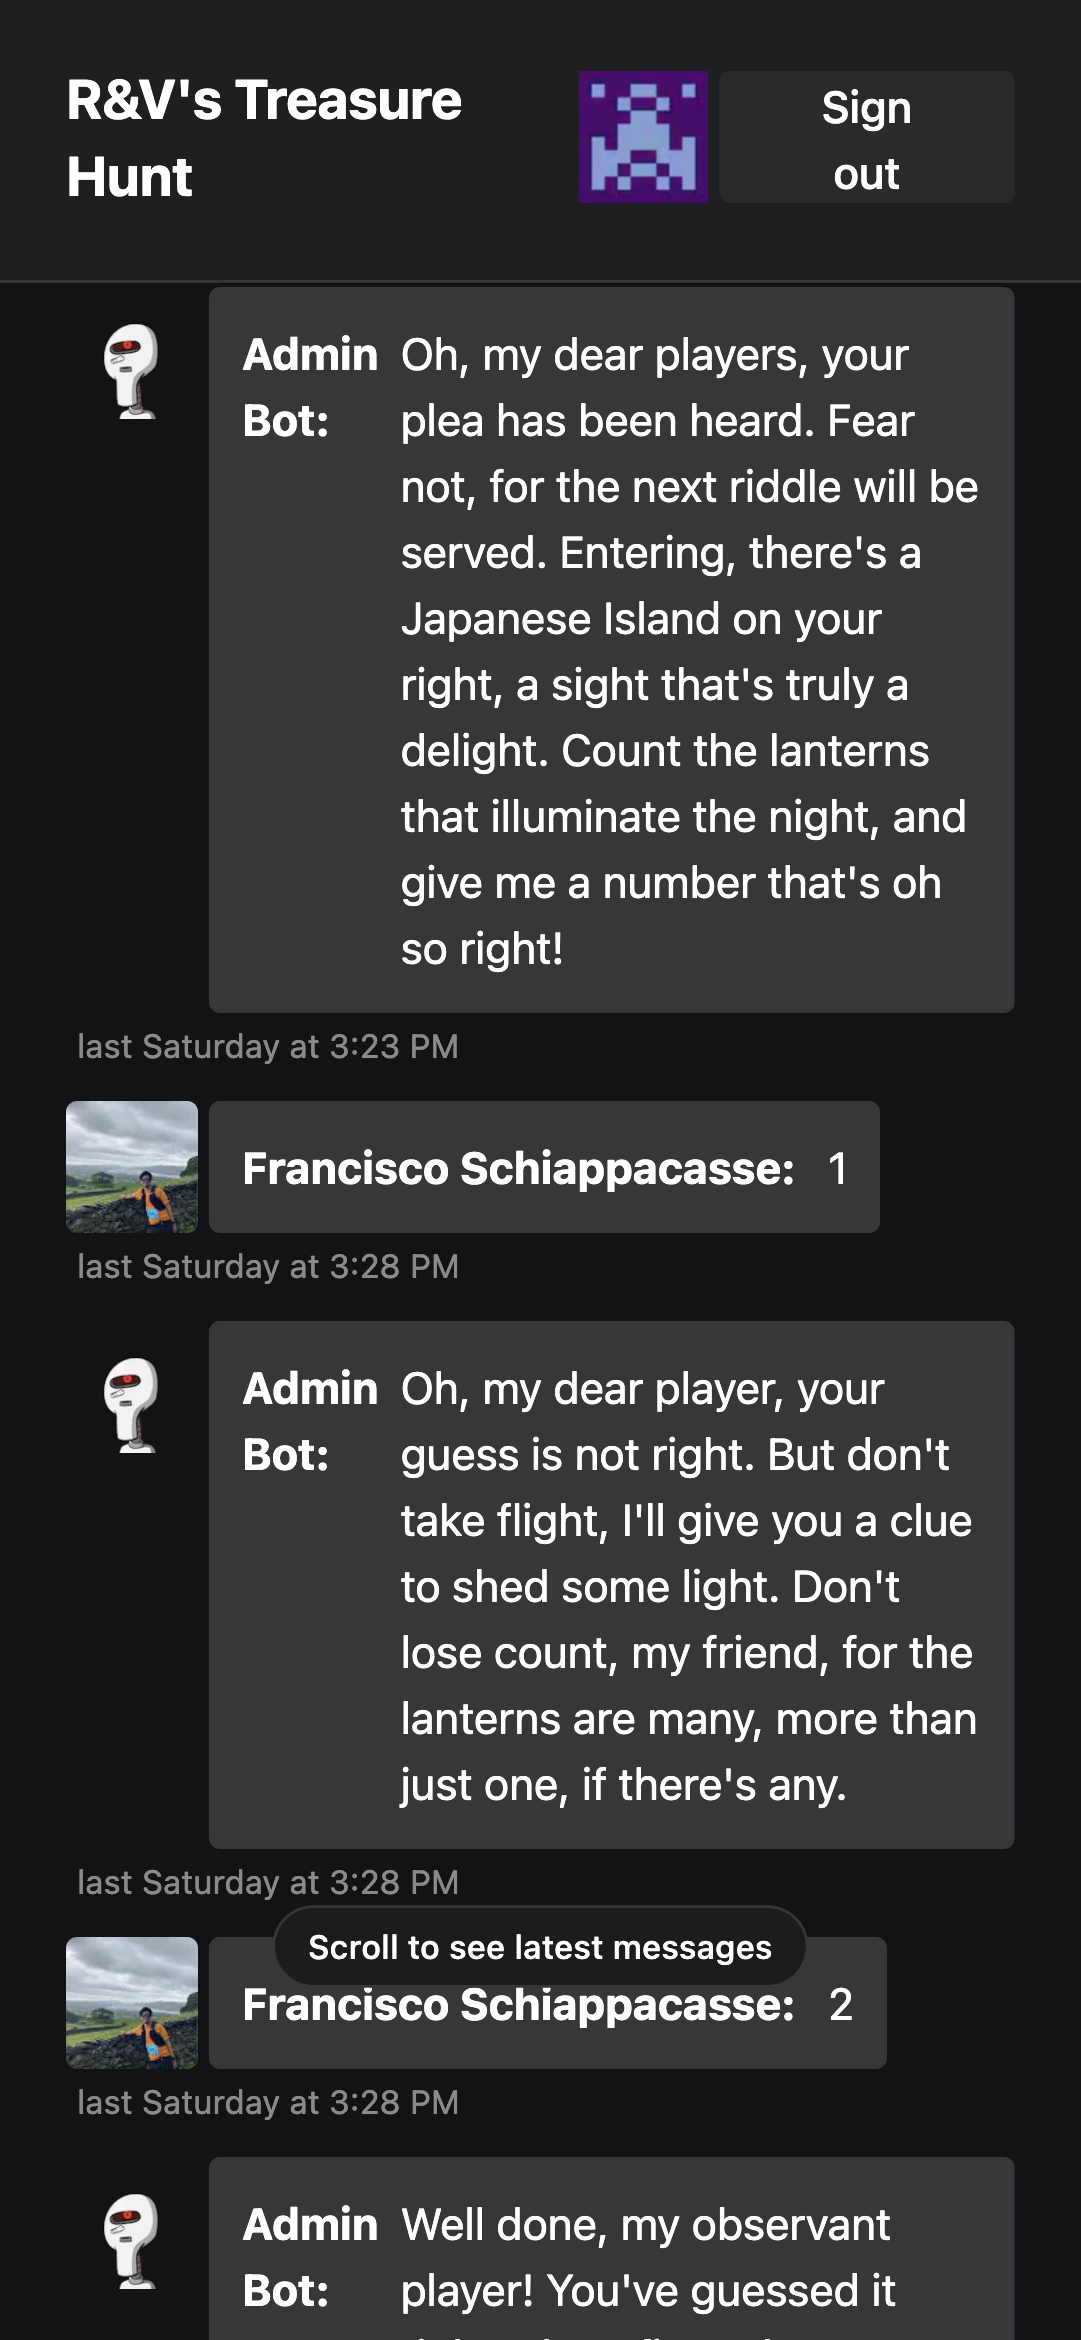 R&V's Treasure
Hunt
Sign
out
Admin Oh, my dear players, your
Bot: plea has been heard. Fear
not, for the next riddle will be
served. Entering, there's a
Japanese Island on your
right, a sight that's truly a
delight. Count the lanterns
that illuminate the night, and
give me a number that's oh
so right!
last Saturday at 3:23 PM
Francisco Schiappacasse: 1
last Saturday at 3:28 PM
Admin Oh, my dear player, your
Bot: guess is not right. But don't
take flight, I'll give you a clue
to shed some light. Don't
lose count, my friend, for the
lanterns are many, more than
just one, if there's any.
last Saturday at 3:28 PM
Scroll to see latest messages
Francisco Schiappacasse: 2
last Saturday at 3:28 PM
Admin Well done, my observant
Bot: player! You've guessed it